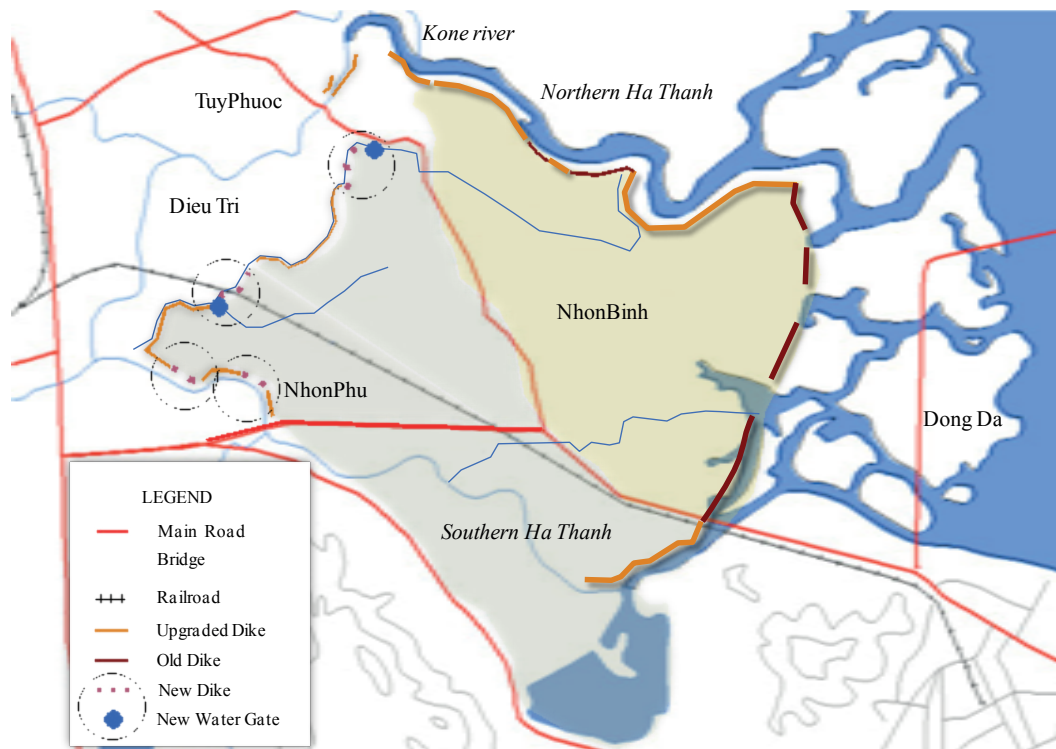 Kone river
Northern Ha Thanh
TuyPhuoc
Dieu Tri
NhonBinh
NhonPhu
Dong Da
Southern Ha Thanh
LEGEND
Main Road
Bridge
Railroad
Upgraded Dike
Old Dike
New Dike
New Water Gate